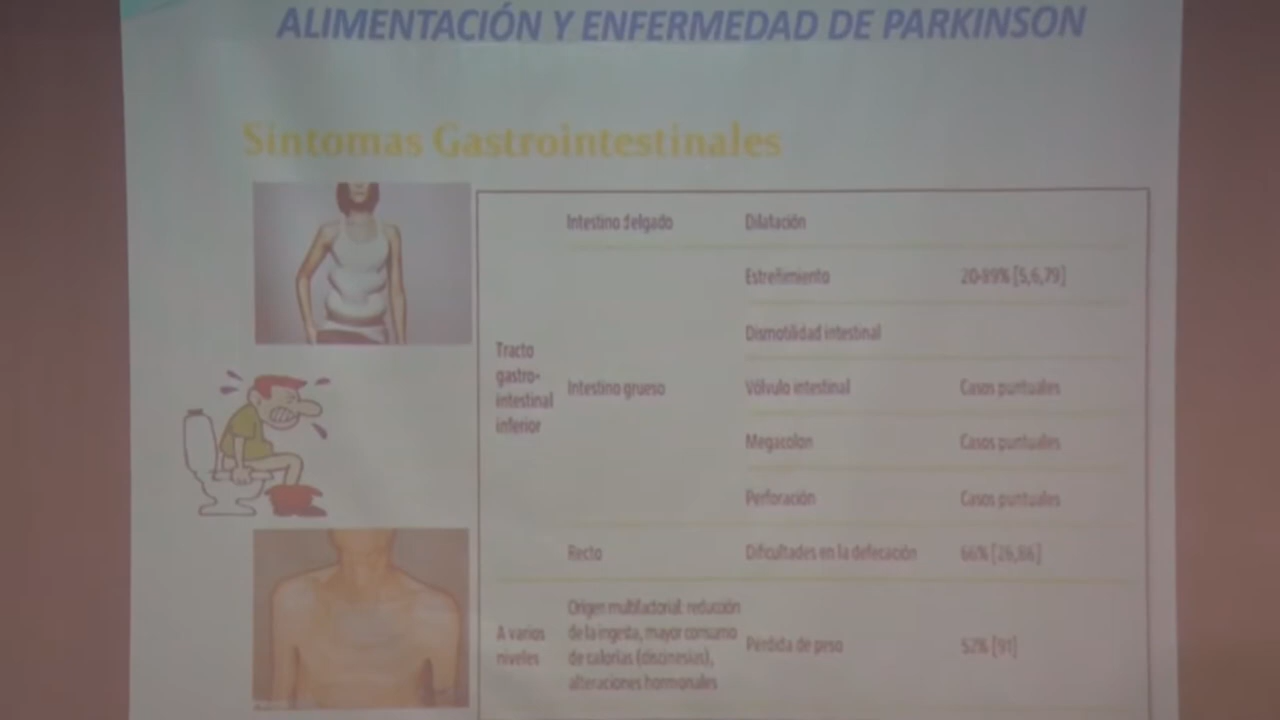 ALIMENTACIÓN Y ENFERMEDAD DE PARKINSON
Síntomas Gastrointestinales
Intestino delgado Dilatación
Estreñimiento 20-89% [5,6,79]
Dismotilidad intestinal
Tracto
gastro-
intestinal
inferior
Intestino grueso Vólvulo intestinal Casos puntuales
Megacolon Casos puntuales
Perforación Casos puntuales
Recto Dificultades en la defecación 66% [26,86]
A varios
niveles
Origen multifactorial: reducción
de la ingesta, mayor consumo
de calorías (discinesias),
alteraciones hormonales
Pérdida de peso 52% [91]